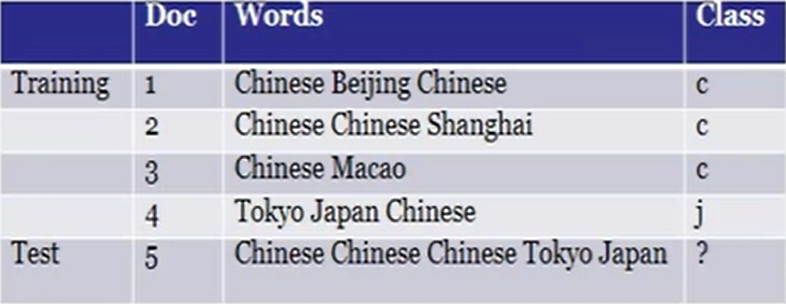 Doc Words Class
Training 1 Chinese Beijing Chinese c
2 Chinese Chinese Shanghai c
3 Chinese Macao c
4 Tokyo Japan Chinese j
Test 5 Chinese Chinese Chinese Tokyo Japan ?